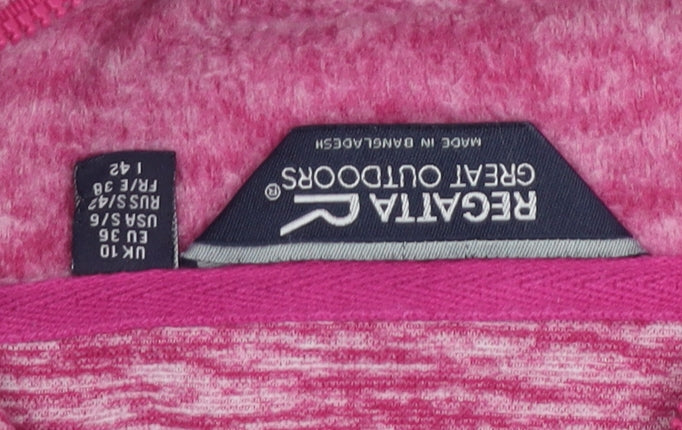 REGATTA
GREAT OUTDOORS
MADE IN BANGLADESH
UK 10
EU 36
USA S/6
RUS S/42
FR/E 38
I 42